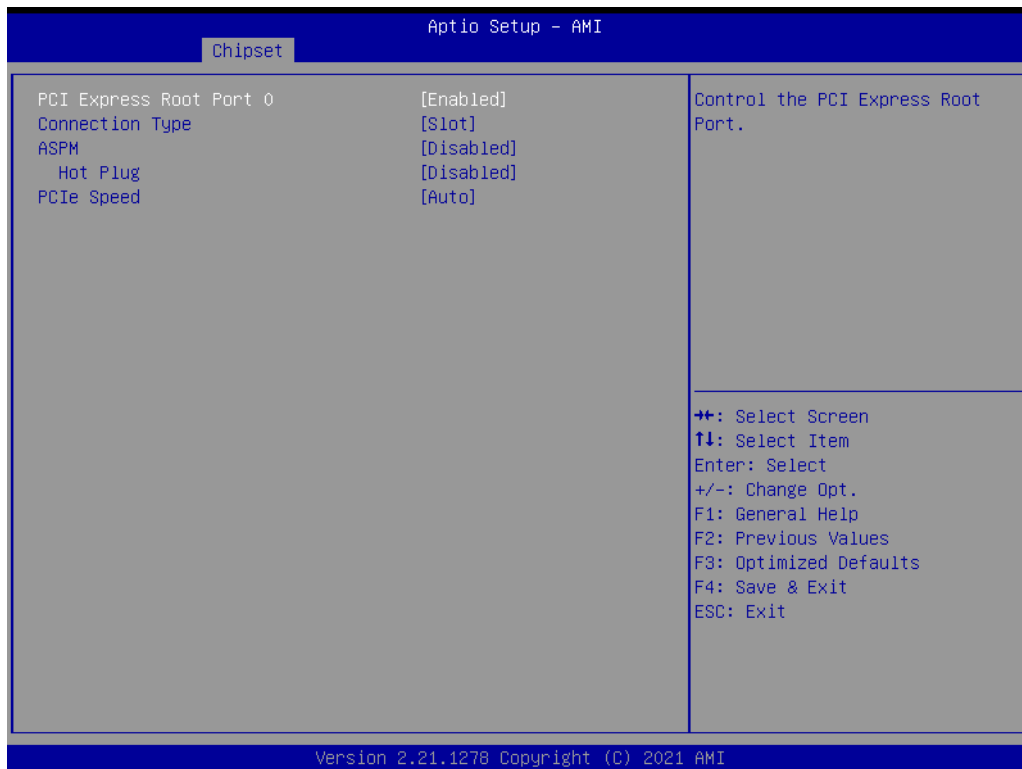 Aptio Setup – AMI
Chipset
PCI Express Root Port 0 [Enabled]
Connection Type [Slot]
ASPM [Disabled]
Hot Plug [Disabled]
PCIe Speed [Auto]
Control the PCI Express Root
Port.
→←: Select Screen
↑↓: Select Item
Enter: Select
+/-: Change Opt.
F1: General Help
F2: Previous Values
F3: Optimized Defaults
F4: Save & Exit
ESC: Exit
Version 2.21.1278 Copyright (C) 2021 AMI